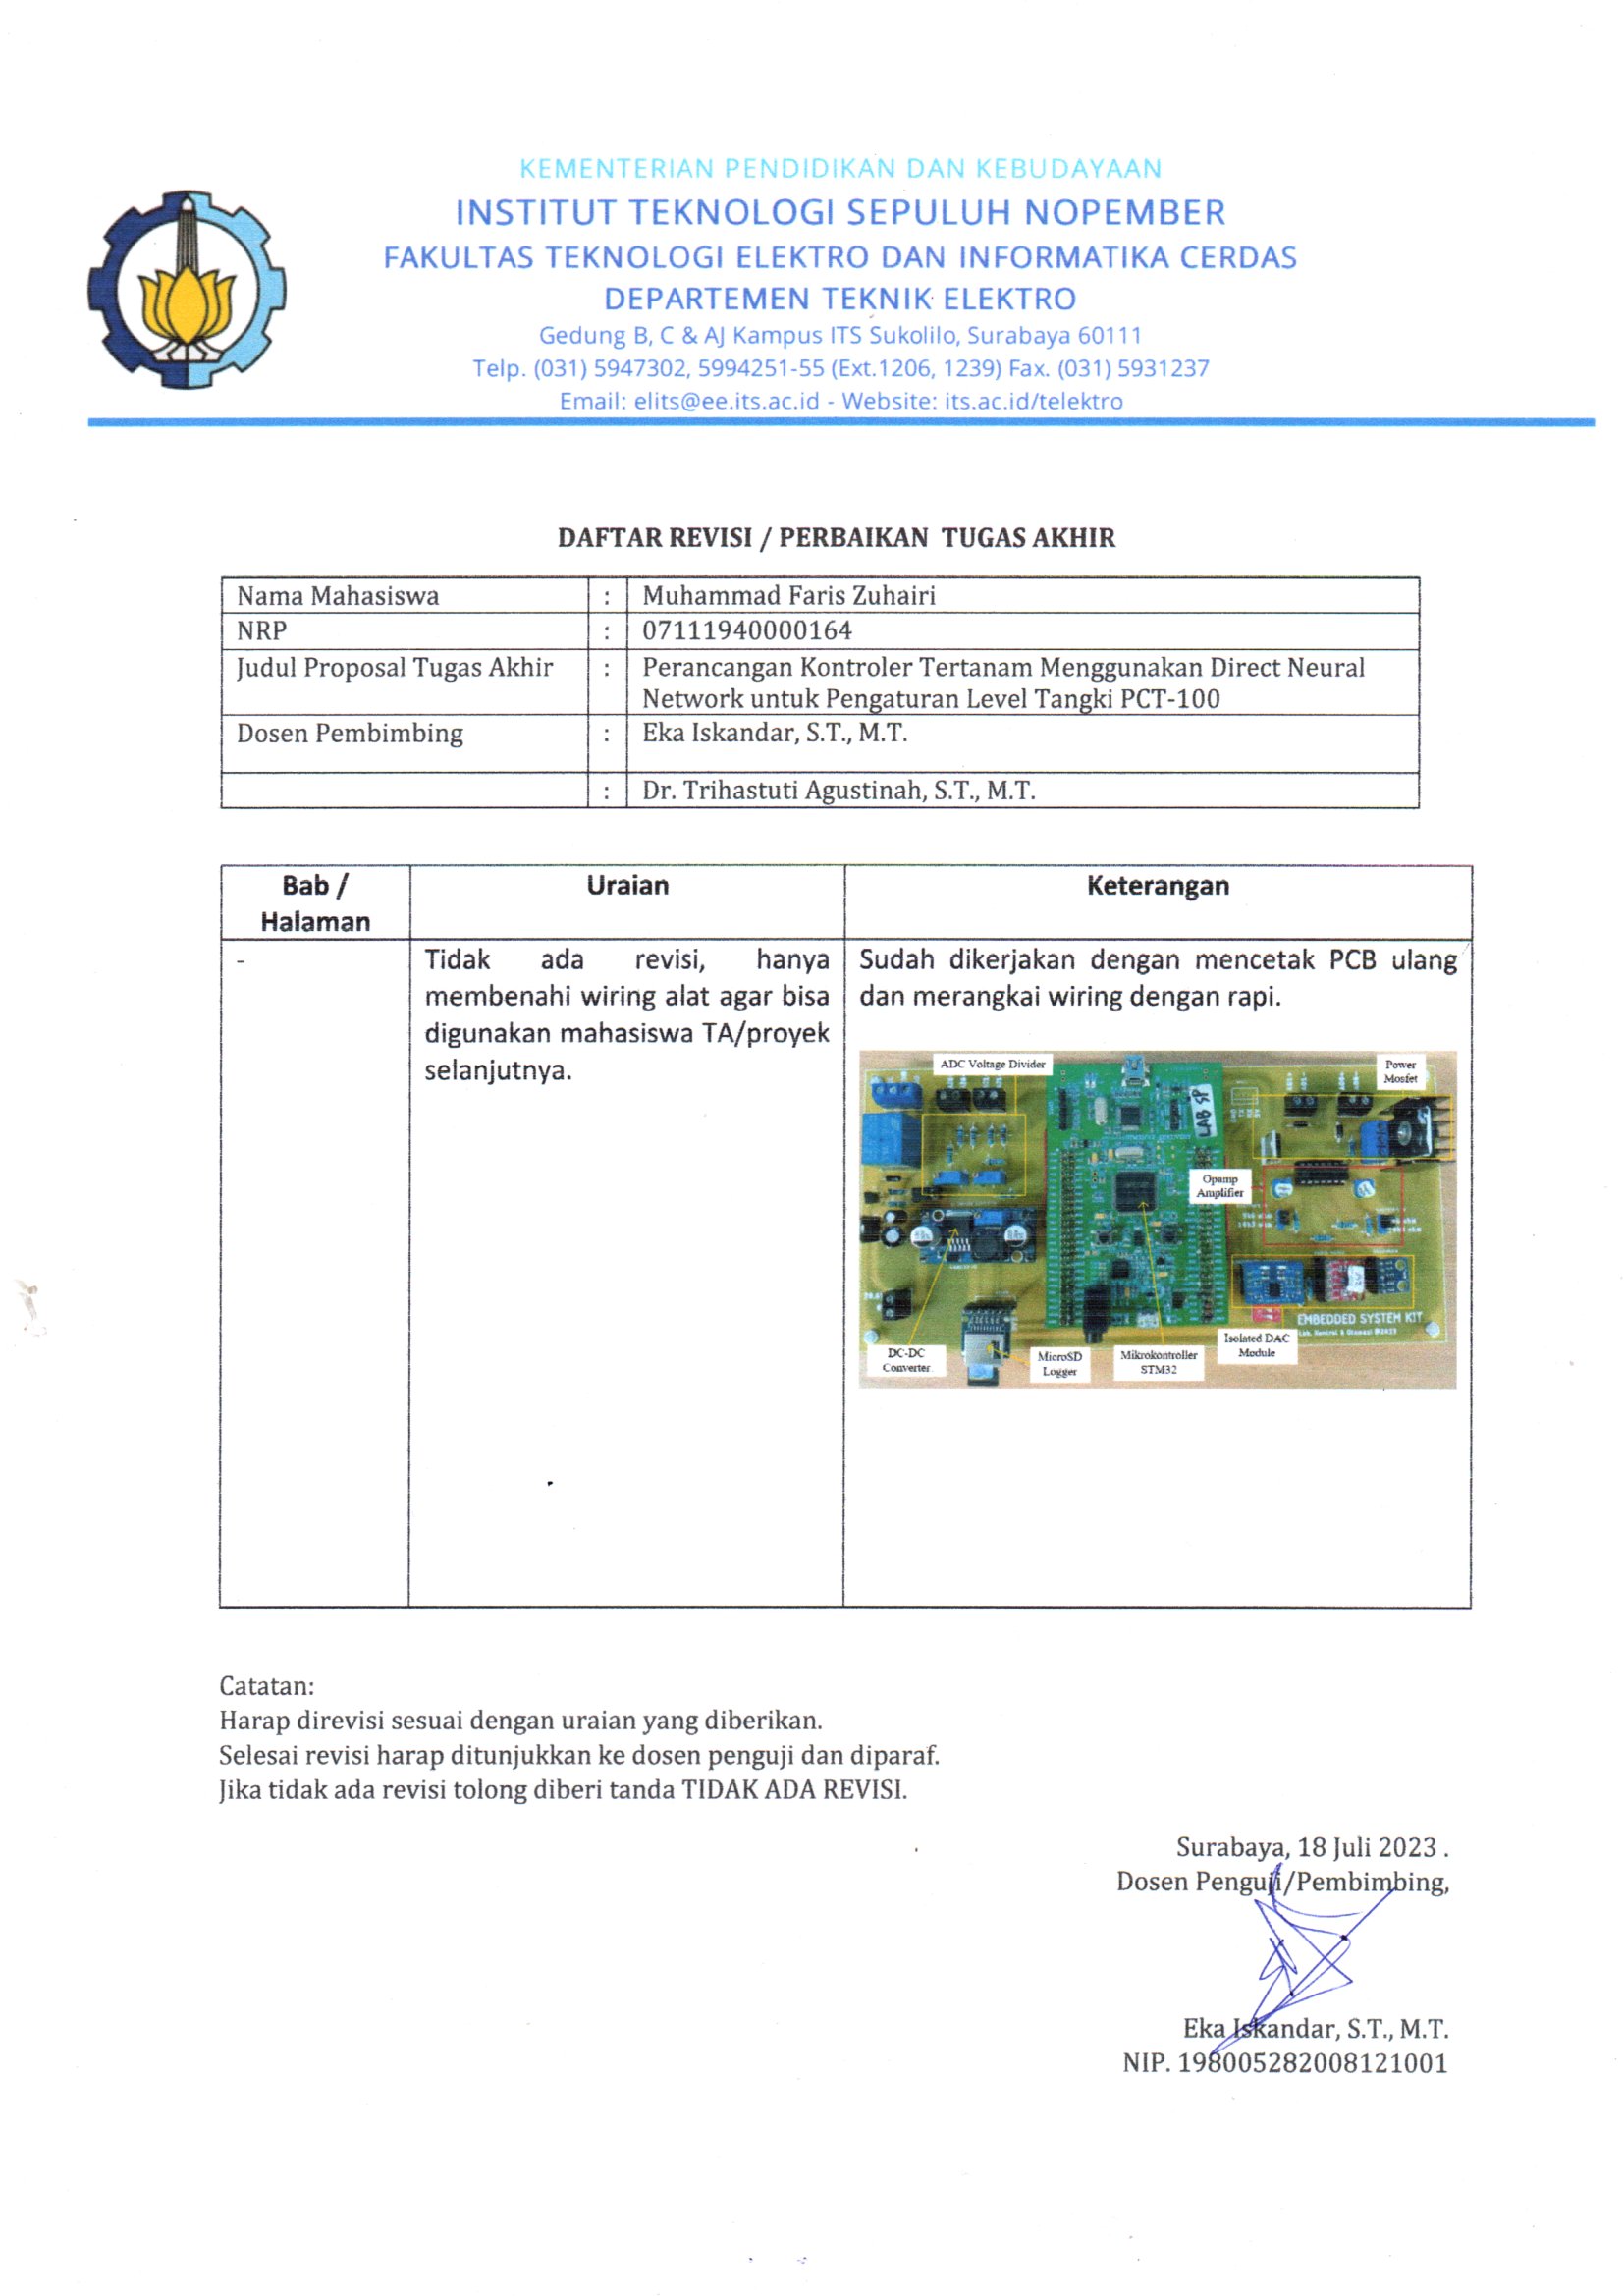 KEMENTERIAN PENDIDIKAN DAN KEBUDAYAAN
INSTITUT TEKNOLOGI SEPULUH NOPEMBER
FAKULTAS TEKNOLOGI ELEKTRO DAN INFORMATIKA CERDAS
DEPARTEMEN TEKNIK ELEKTRO
Gedung B, C & AJ Kampus ITS Sukolilo, Surabaya 60111
Telp. (031) 5947302, 5994251-55 (Ext.1206, 1239) Fax. (031) 5931237
Email: elits@ee.its.ac.id - Website: its.ac.id/telektro
DAFTAR REVISI / PERBAIKAN TUGAS AKHIR
Nama Mahasiswa : Muhammad Faris Zuhairi
NRP : 07111940000164
Judul Proposal Tugas Akhir : Perancangan Kontroler Tertanam Menggunakan Direct Neural
Network untuk Pengaturan Level Tangki PCT-100
Dosen Pembimbing : Eka Iskandar, S.T., M.T.
: Dr. Trihastuti Agustinah, S.T., M.T.
Bab /
Halaman
Uraian
Keterangan
-
Tidak ada revisi, hanya
membenahi wiring alat agar bisa
digunakan mahasiswa TA/proyek
selanjutnya.
Sudah dikerjakan dengan mencetak PCB ulang
dan merangkai wiring dengan rapi.
ADC Voltage Divider
Power
Mosfet
LAB SP
Opamp
Amplifier
EMBEDDED SYSTEM KIT
Lab. Kontrol & Otomasi @2023
Isolated DAC
Module
DC-DC
Converter
MicroSD
Logger
Mikrokontroller
STM32
Catatan:
Harap direvisi sesuai dengan uraian yang diberikan.
Selesai revisi harap ditunjukkan ke dosen penguji dan diparaf.
Jika tidak ada revisi tolong diberi tanda TIDAK ADA REVISI.
Surabaya, 18 Juli 2023 .
Dosen Penguji/Pembimbing,
Eka Iskandar, S.T., M.T.
NIP. 198005282008121001